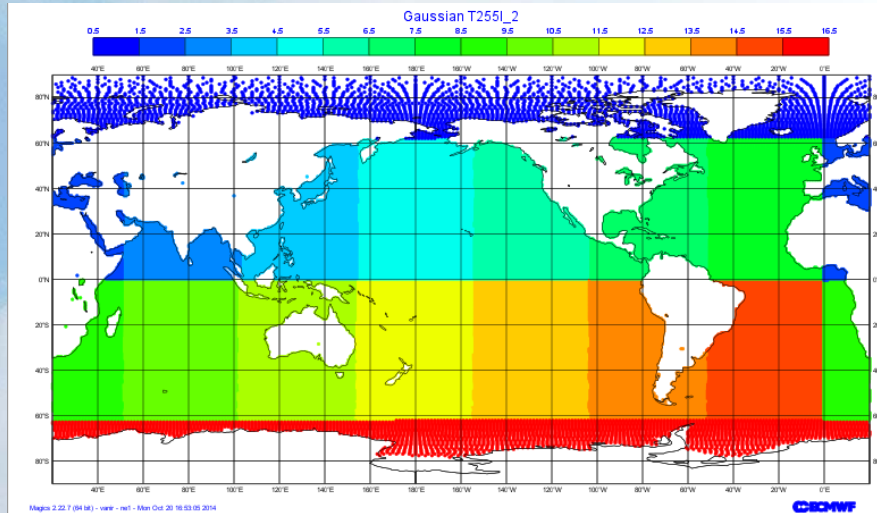 Gaussian T255l_2
0.5 1.5 2.5 3.5 4.5 5.5 6.5 7.5 8.5 9.5 10.5 11.5 12.5 13.5 14.5 15.5 16.5
40°E 60°E 80°E 100°E 120°E 140°E 160°E 180°E 160°W 140°W 120°W 100°W 80°W 60°W 40°W 20°W 0°E
80°N
60°N
40°N
20°N
0°N
20°S
40°S
60°S
80°S
40°E 60°E 80°E 100°E 120°E 140°E 160°E 180°E 160°W 140°W 120°W 100°W 80°W 60°W 40°W 20°W 0°E
Magics 2.22.7 (64 bit) - vanir - ne1 - Mon Oct 20 16:53:05 2014
ECMWF